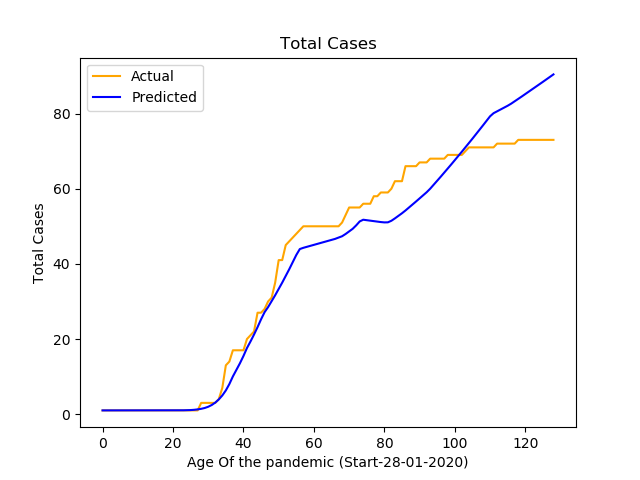 Total Cases
Actual
Predicted
Total Cases
80
60
40
20
0
0 20 40 60 80 100 120
Age Of the pandemic (Start-28-01-2020)